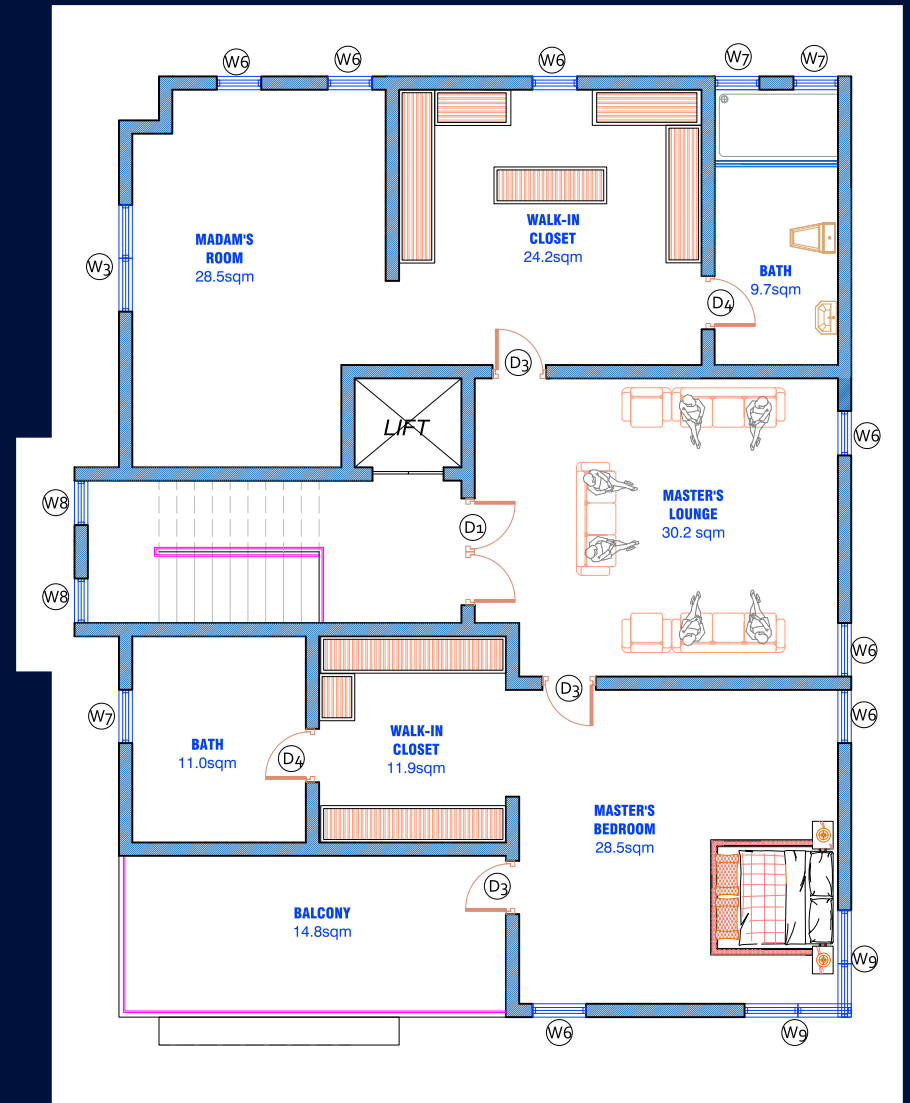 W6
W6
W6
W7
W7
WALK-IN
CLOSET
24.2sqm
MADAM'S
ROOM
28.5sqm
W3
BATH
9.7sqm
D4
D3
LIFT
W6
MASTER'S
LOUNGE
30.2 sqm
W8
D1
W8
W6
D3
W7
W6
WALK-IN
CLOSET
11.9sqm
BATH
11.0sqm
D4
MASTER'S
BEDROOM
28.5sqm
D3
BALCONY
14.8sqm
W9
W6
W9